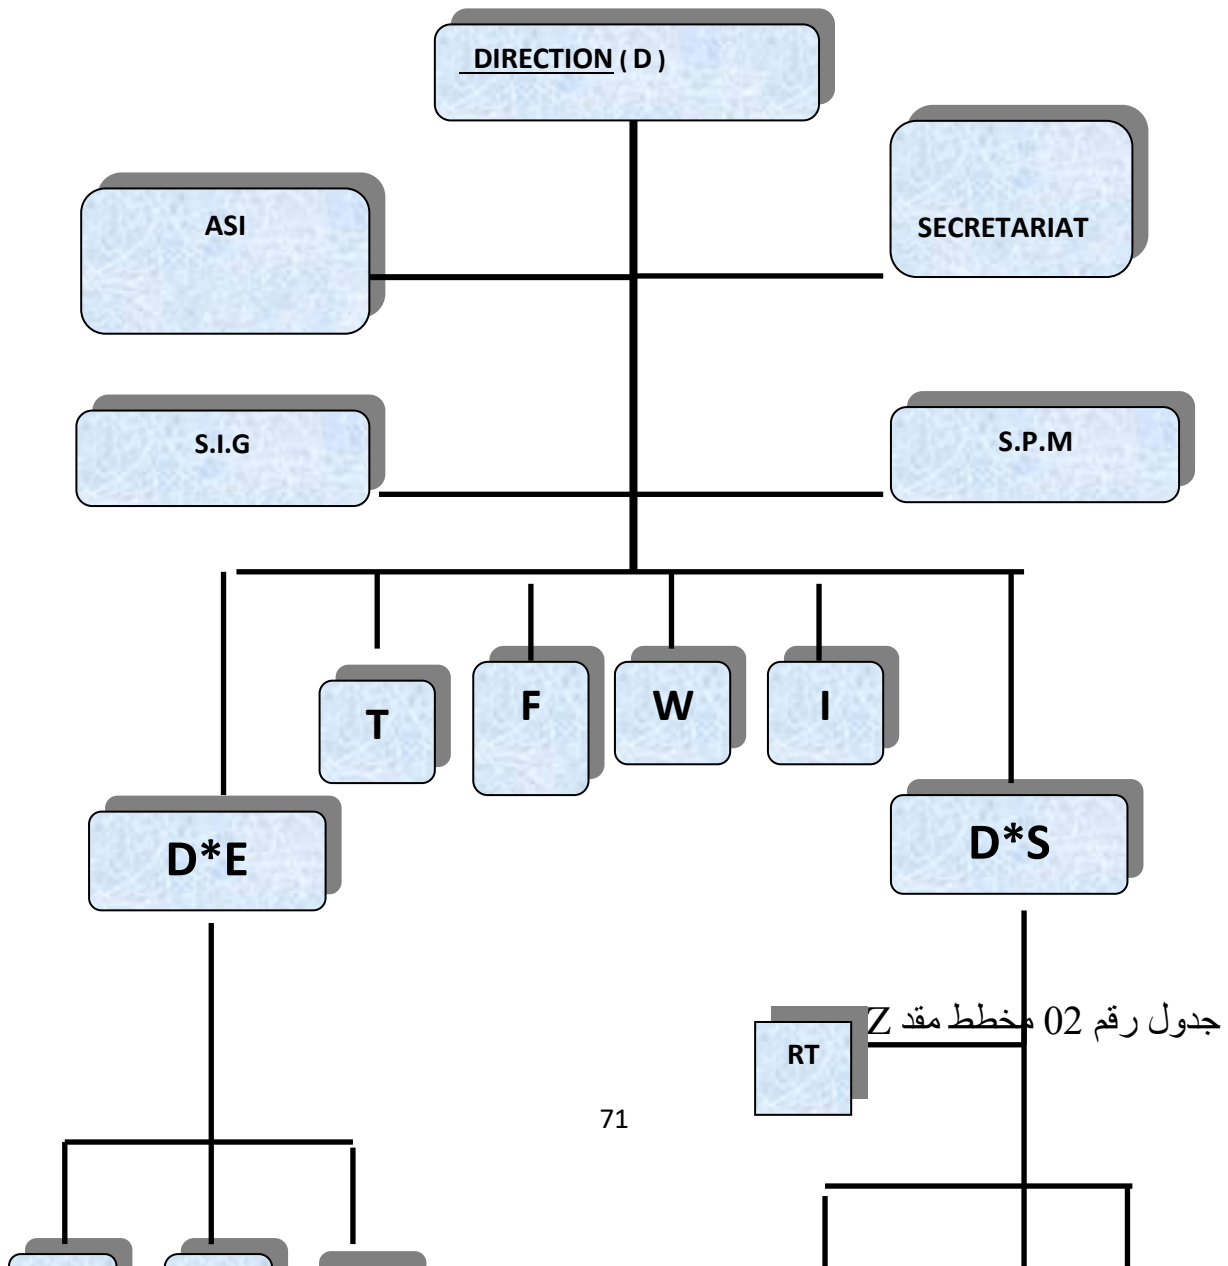 DIRECTION ( D )
ASI
SECRETARIAT
S.I.G
S.P.M
T
F
W
I
D*E
D*S
جدول رقم 02 مخطط مقد Z
RT
71